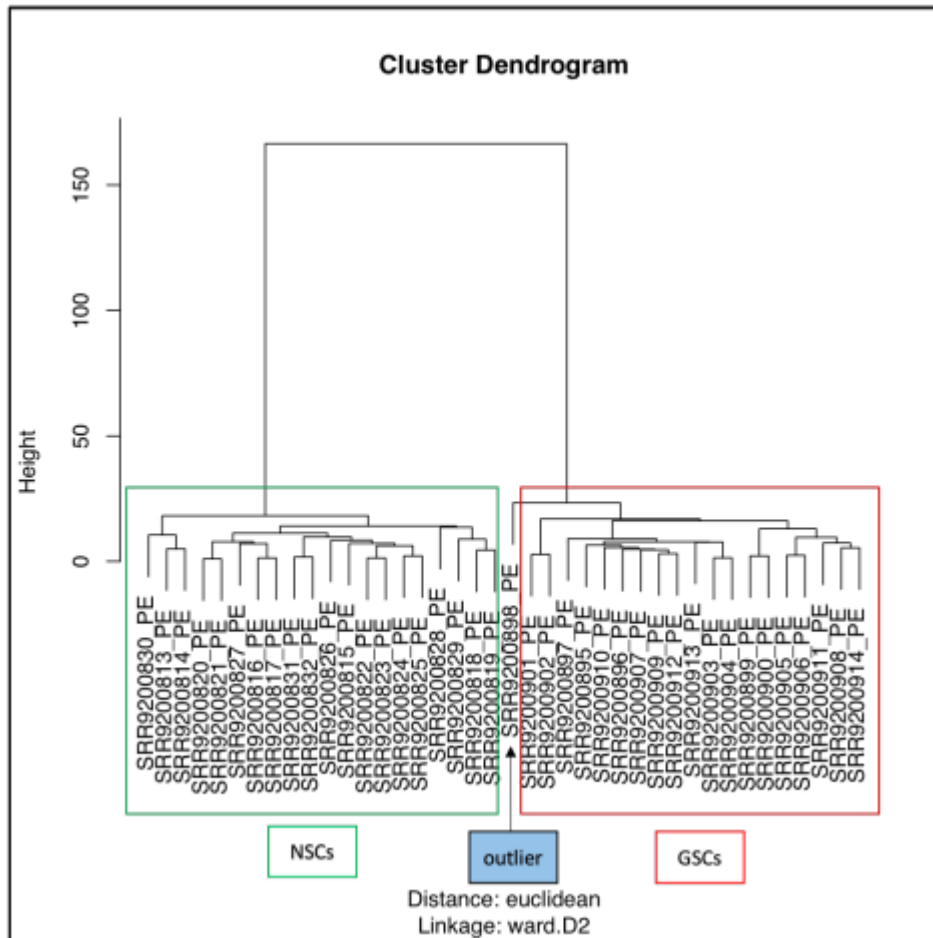 Cluster Dendrogram
Height
0
50
100
150
SRR9200830_PE
SRR9200813_PE
SRR9200814_PE
SRR9200820_PE
SRR9200821_PE
SRR9200827_PE
SRR9200816_PE
SRR9200817_PE
SRR9200831_PE
SRR9200832_PE
SRR9200826_PE
SRR9200815_PE
SRR9200822_PE
SRR9200823_PE
SRR9200824_PE
SRR9200825_PE
SRR9200828_PE
SRR9200829_PE
SRR9200818_PE
SRR9200819_PE
SRR9200898_PE
SRR9200901_PE
SRR9200902_PE
SRR9200897_PE
SRR9200895_PE
SRR9200910_PE
SRR9200896_PE
SRR9200907_PE
SRR9200909_PE
SRR9200912_PE
SRR9200913_PE
SRR9200903_PE
SRR9200904_PE
SRR9200899_PE
SRR9200900_PE
SRR9200905_PE
SRR9200906_PE
SRR9200911_PE
SRR9200908_PE
SRR9200914_PE
NSCs
outlier
GSCs
Distance: euclidean
Linkage: ward.D2